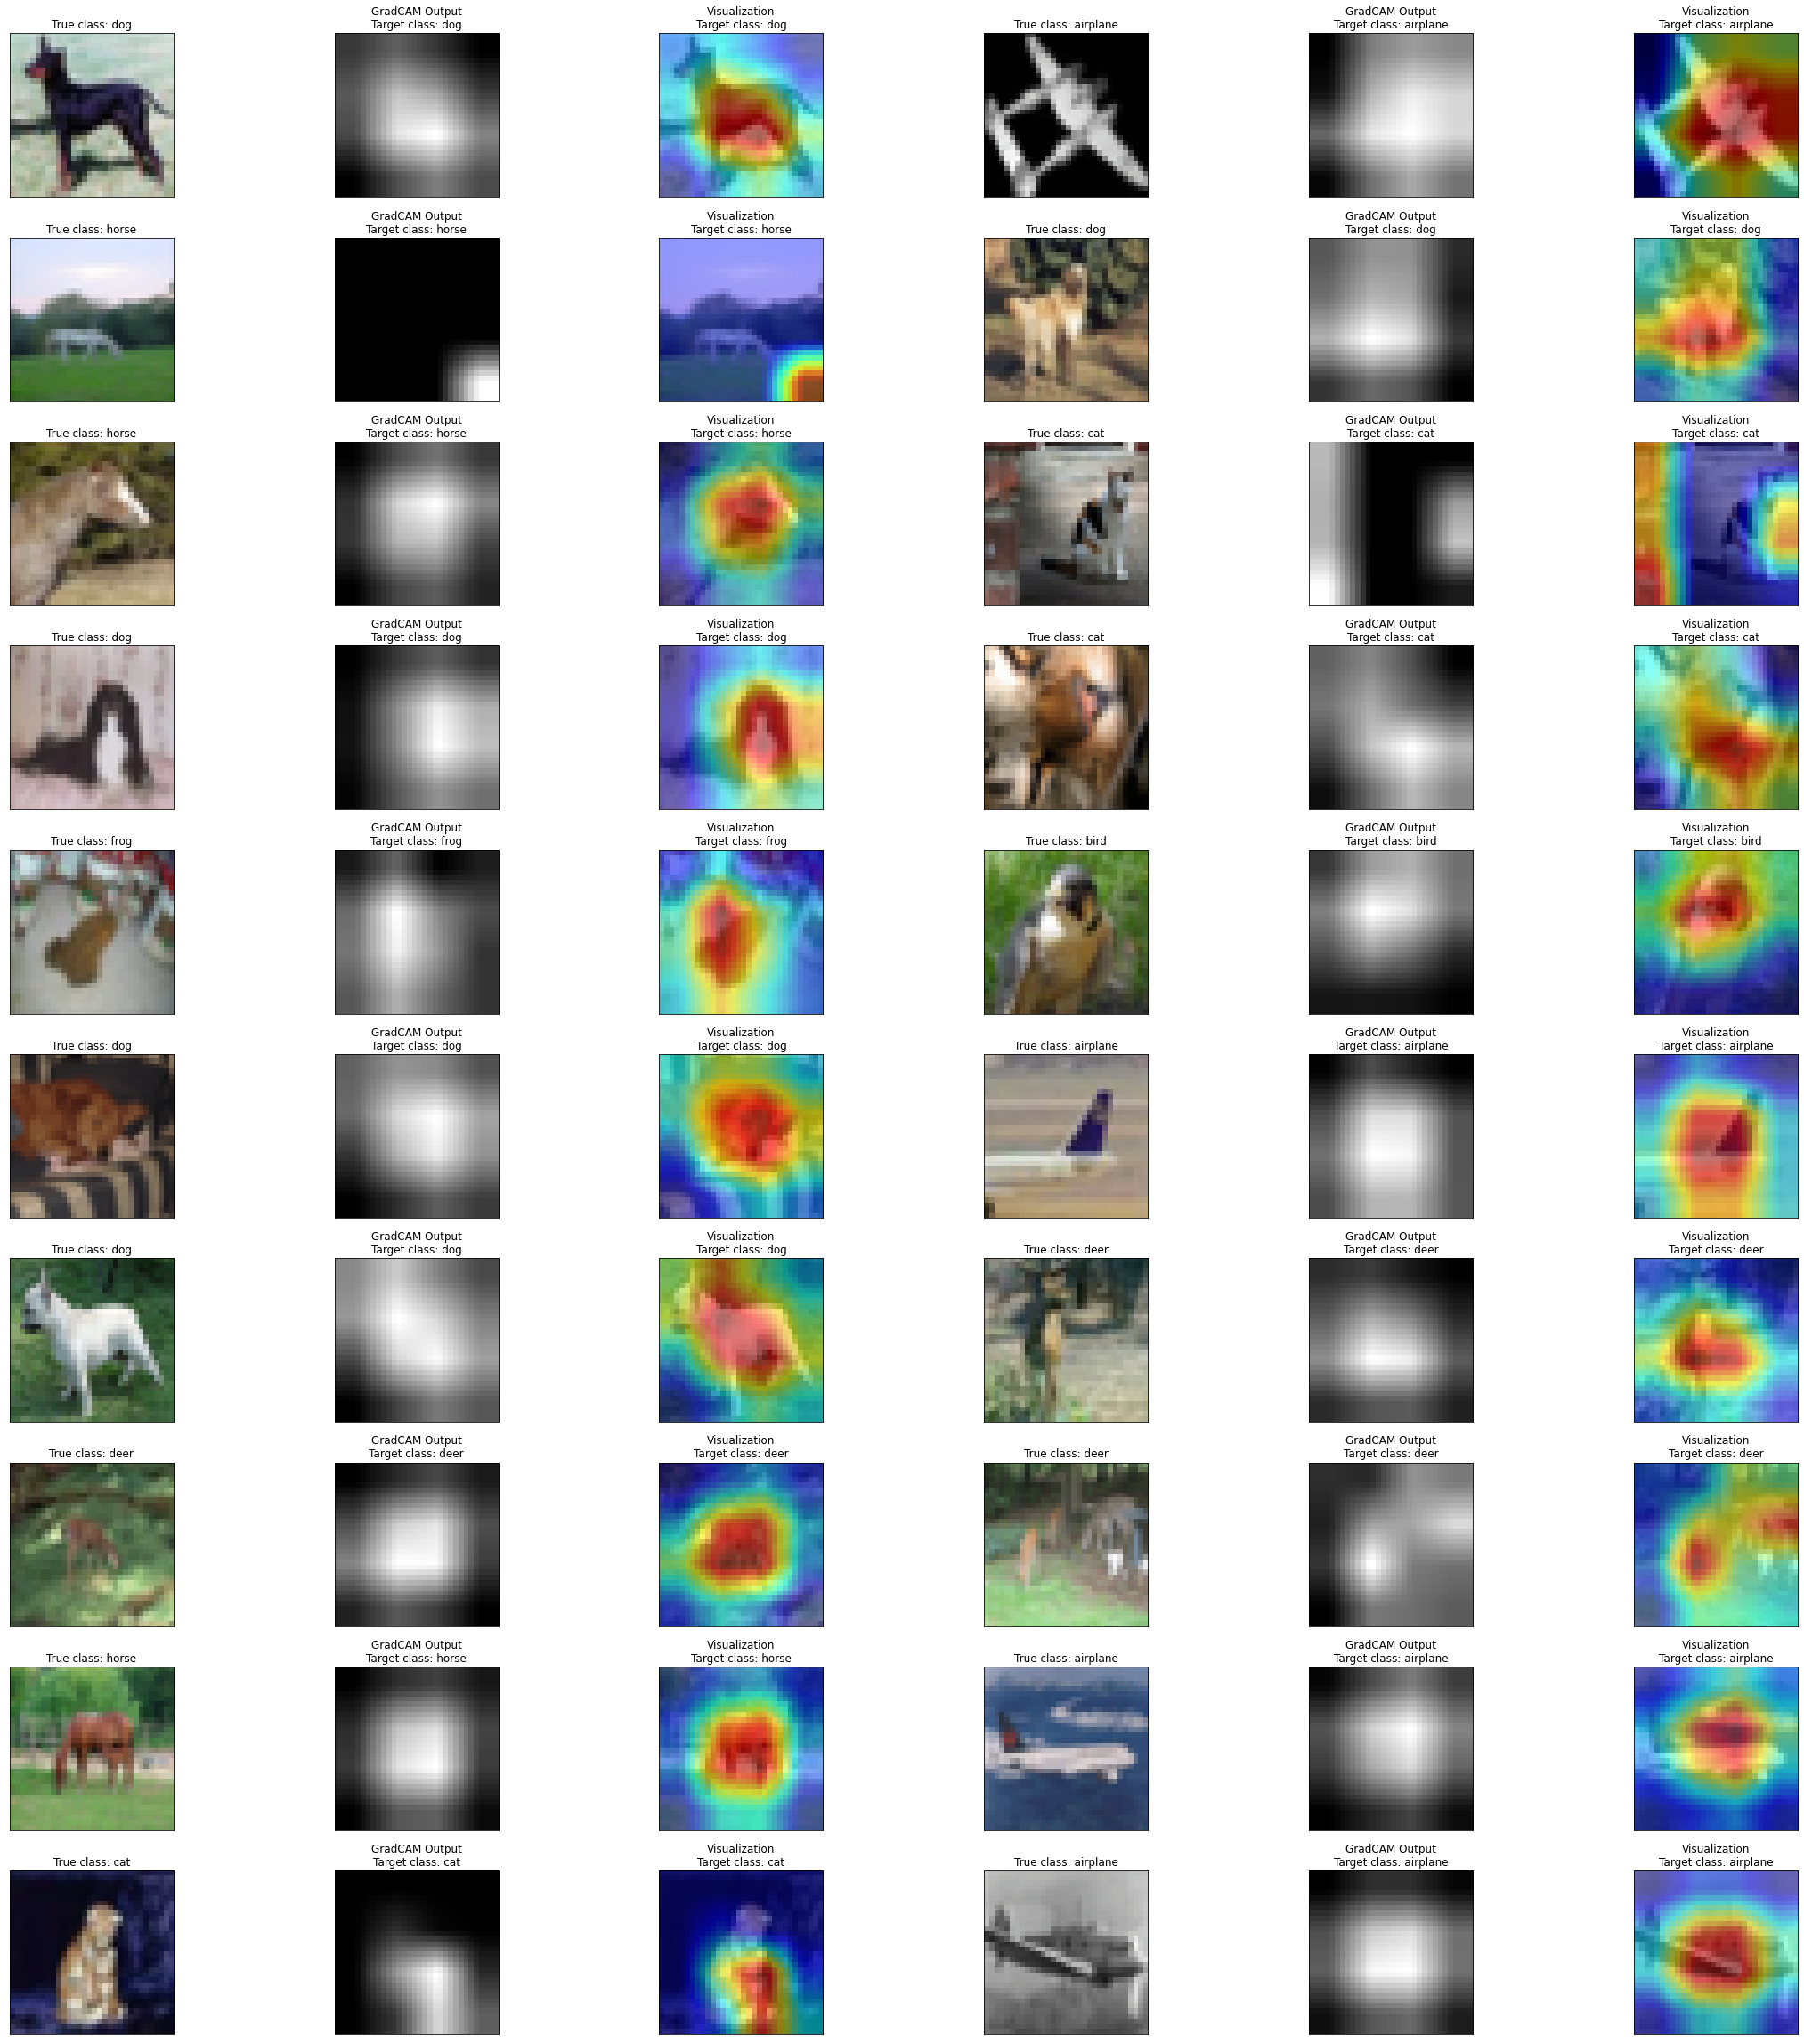 True class: dog
GradCAM Output
Target class: dog
Visualization
Target class: dog
True class: airplane
GradCAM Output
Target class: airplane
Visualization
Target class: airplane
True class: horse
GradCAM Output
Target class: horse
Visualization
Target class: horse
True class: dog
GradCAM Output
Target class: dog
Visualization
Target class: dog
True class: horse
GradCAM Output
Target class: horse
Visualization
Target class: horse
True class: cat
GradCAM Output
Target class: cat
Visualization
Target class: cat
True class: dog
GradCAM Output
Target class: dog
Visualization
Target class: dog
True class: cat
GradCAM Output
Target class: cat
Visualization
Target class: cat
True class: frog
GradCAM Output
Target class: frog
Visualization
Target class: frog
True class: bird
GradCAM Output
Target class: bird
Visualization
Target class: bird
True class: dog
GradCAM Output
Target class: dog
Visualization
Target class: dog
True class: airplane
GradCAM Output
Target class: airplane
Visualization
Target class: airplane
True class: dog
GradCAM Output
Target class: dog
Visualization
Target class: dog
True class: deer
GradCAM Output
Target class: deer
Visualization
Target class: deer
True class: deer
GradCAM Output
Target class: deer
Visualization
Target class: deer
True class: deer
GradCAM Output
Target class: deer
Visualization
Target class: deer
True class: horse
GradCAM Output
Target class: horse
Visualization
Target class: horse
True class: airplane
GradCAM Output
Target class: airplane
Visualization
Target class: airplane
True class: cat
GradCAM Output
Target class: cat
Visualization
Target class: cat
True class: airplane
GradCAM Output
Target class: airplane
Visualization
Target class: airplane